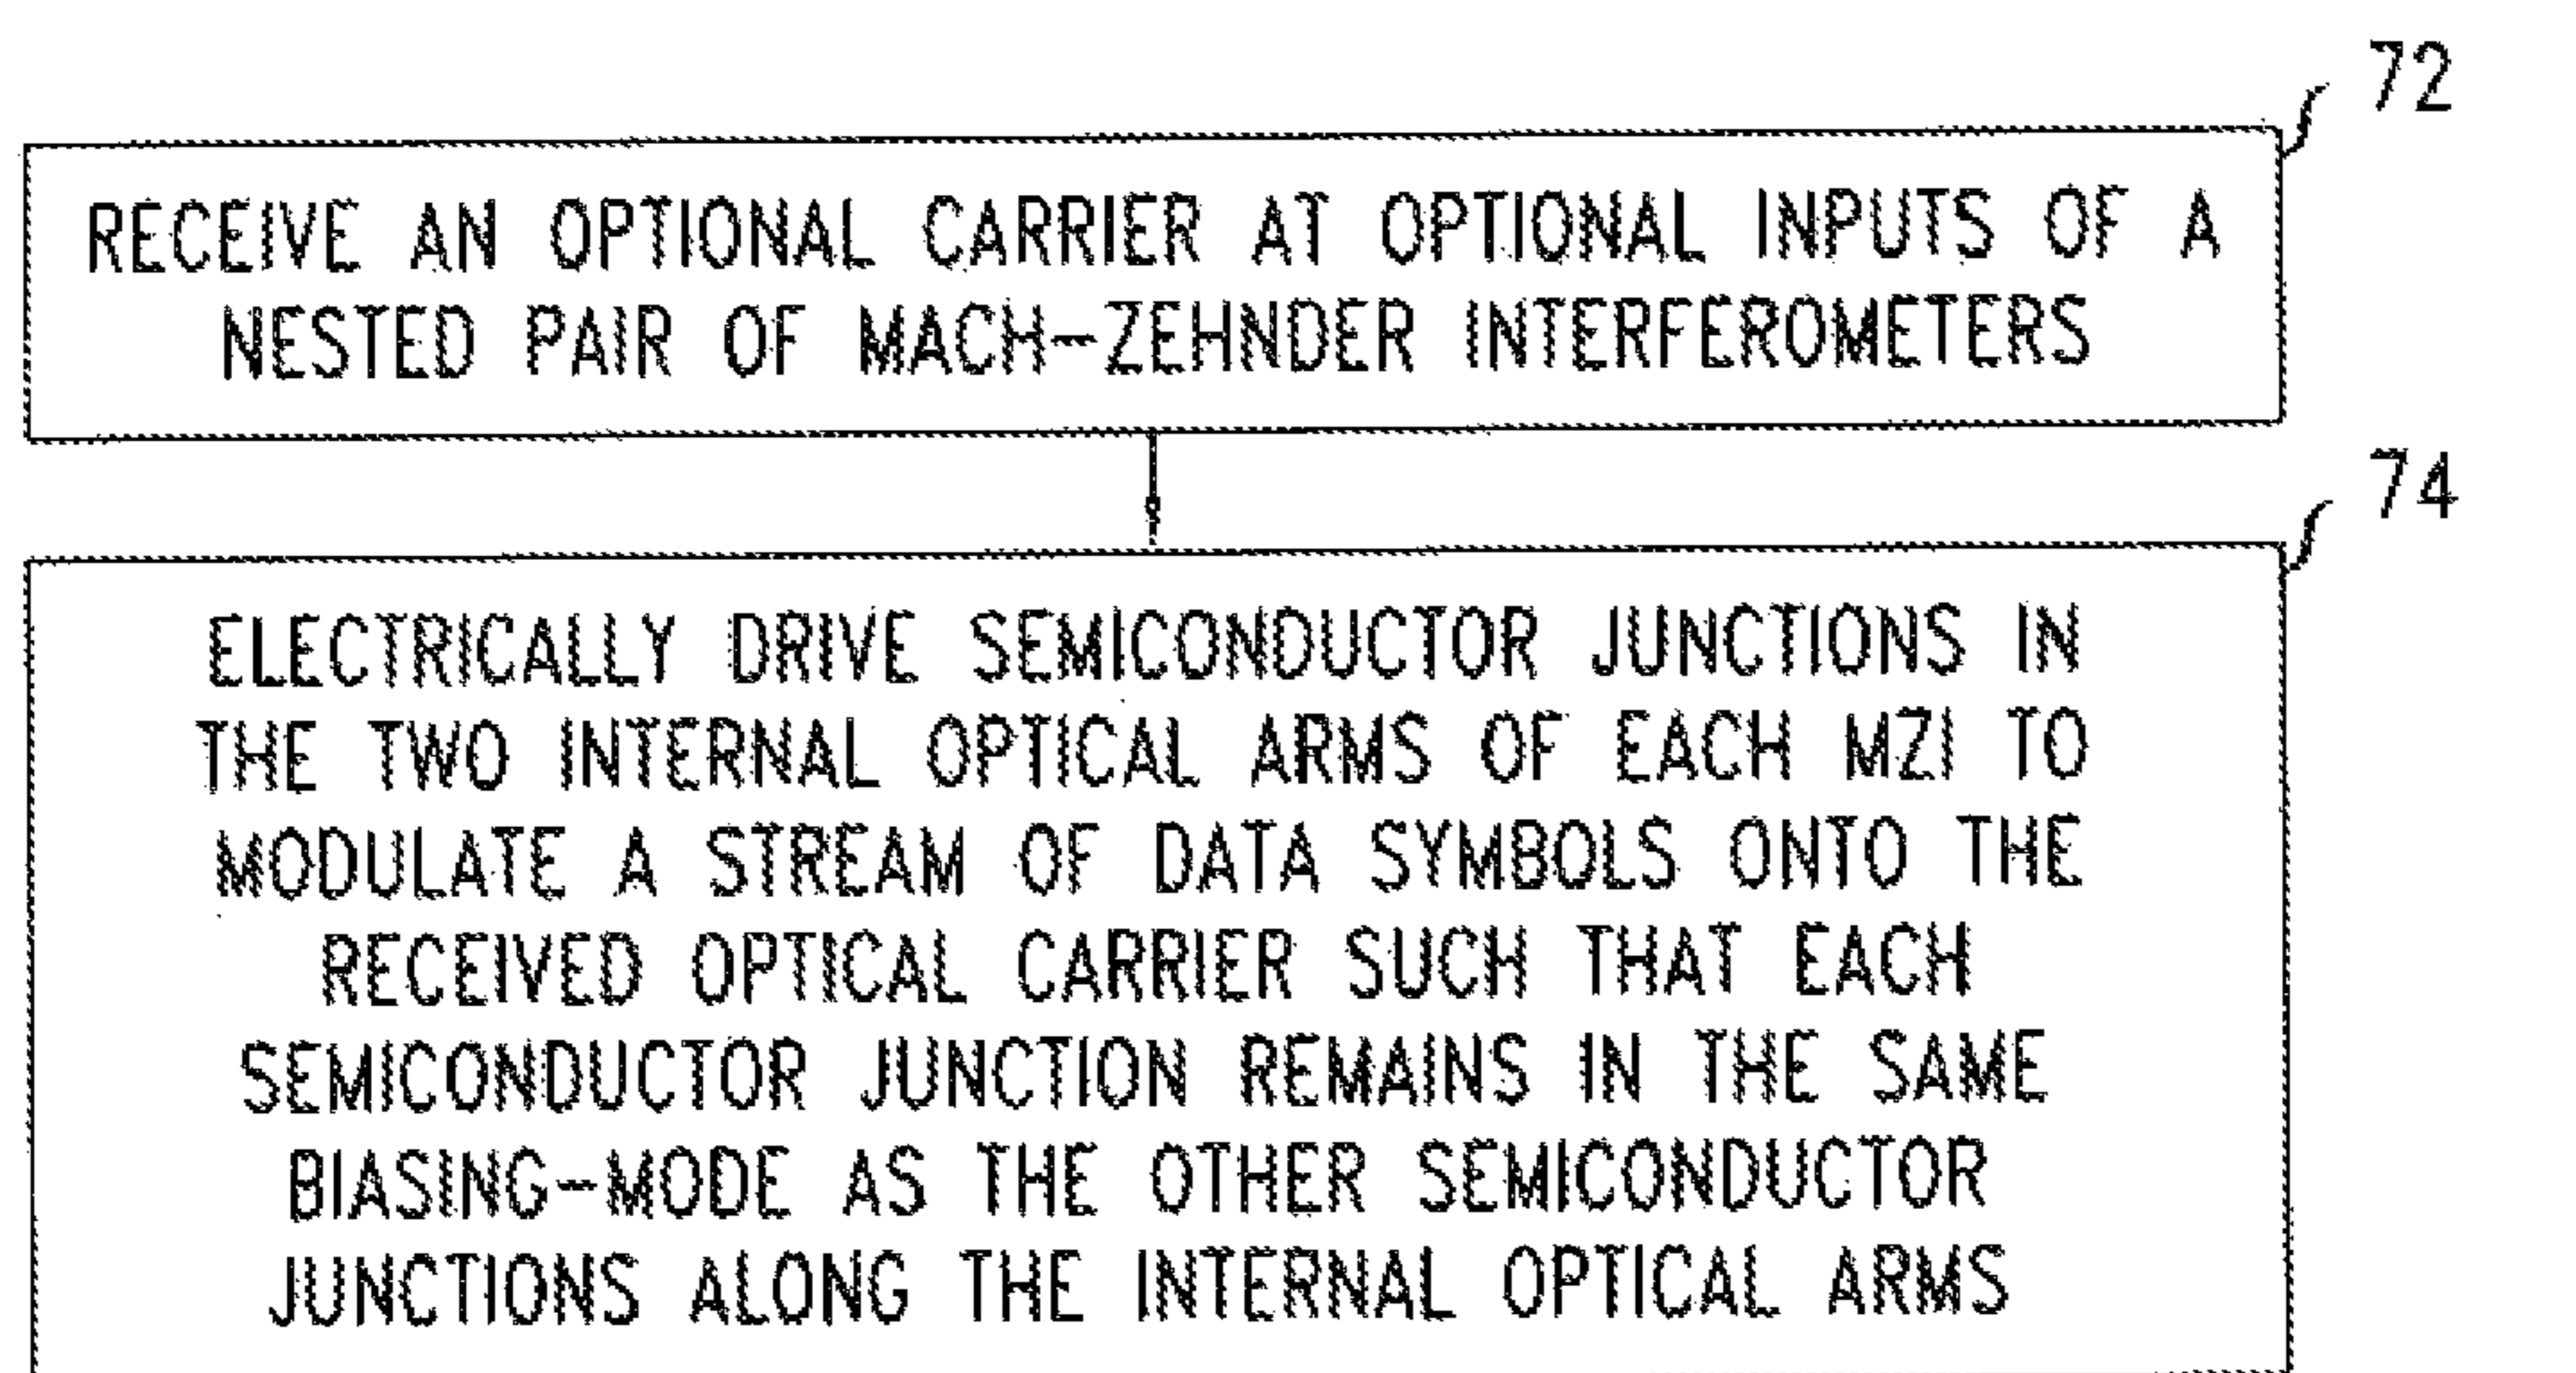 72
RECEIVE AN OPTIONAL CARRIER AT OPTIONAL INPUTS OF A
NESTED PAIR OF MACH-ZEHNDER INTERFEROMETERS
74
ELECTRICALLY DRIVE SEMICONDUCTOR JUNCTIONS IN
THE TWO INTERNAL OPTICAL ARMS OF EACH MZI TO
MODULATE A STREAM OF DATA SYMBOLS ONTO THE
RECEIVED OPTICAL CARRIER SUCH THAT EACH
SEMICONDUCTOR JUNCTION REMAINS IN THE SAME
BIASING-MODE AS THE OTHER SEMICONDUCTOR
JUNCTIONS ALONG THE INTERNAL OPTICAL ARMS